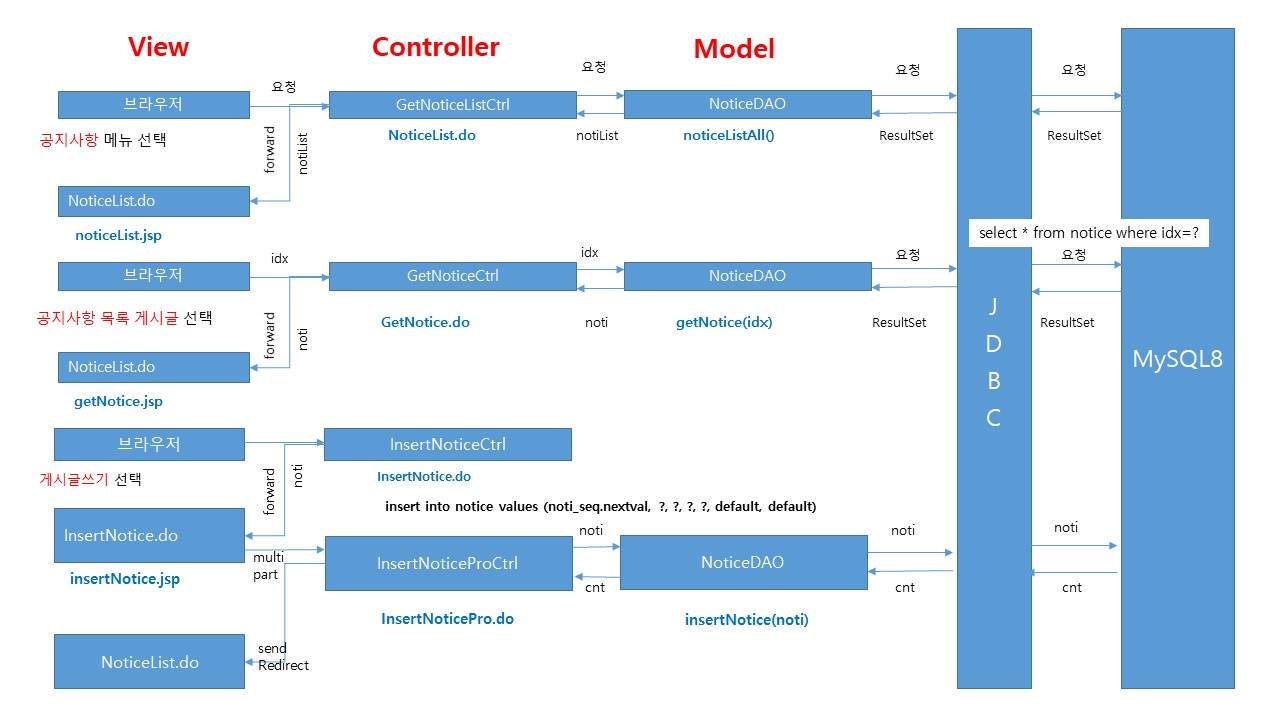 View
Controller
Model
요청
요청
요청
요청
브라우저
GetNoticeListCtrl
NoticeDAO
공지사항 메뉴 선택
forward
notiList
NoticeList.do
notiList
noticeListAll()
ResultSet
ResultSet
NoticeList.do
noticeList.jsp
select * from notice where idx=?
idx
idx
요청
요청
브라우저
GetNoticeCtrl
NoticeDAO
공지사항 목록 게시글 선택
forward
noti
GetNotice.do
noti
getNotice(idx)
ResultSet
ResultSet
J
D
B
C
MySQL8
NoticeList.do
getNotice.jsp
브라우저
InsertNoticeCtrl
게시글쓰기 선택
forward
noti
InsertNotice.do
insert into notice values (noti_seq.nextval, ?, ?, ?, ?, default, default)
InsertNotice.do
noti
noti
noti
multi
part
InsertNoticeProCtrl
NoticeDAO
insertNotice.jsp
cnt
cnt
cnt
InsertNoticePro.do
insertNotice(noti)
send
Redirect
NoticeList.do